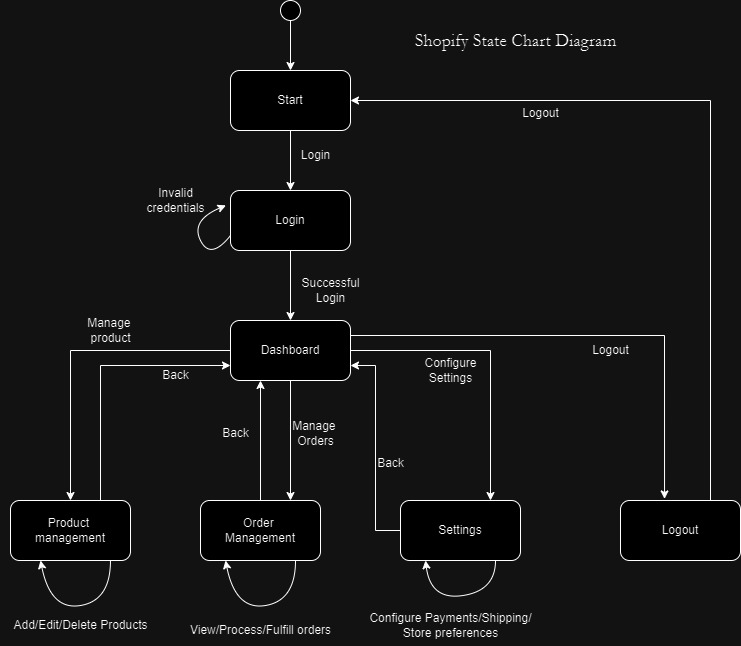 Shopify State Chart Diagram
Start
Logout
Login
Invalid
credentials
Login
Successful
Login
Manage
product
Dashboard
Logout
Configure
Settings
Back
Manage
Orders
Back
Back
Product
management
Order
Management
Settings
Logout
Add/Edit/Delete Products
View/Process/Fulfill orders
Configure Payments/Shipping/
Store preferences